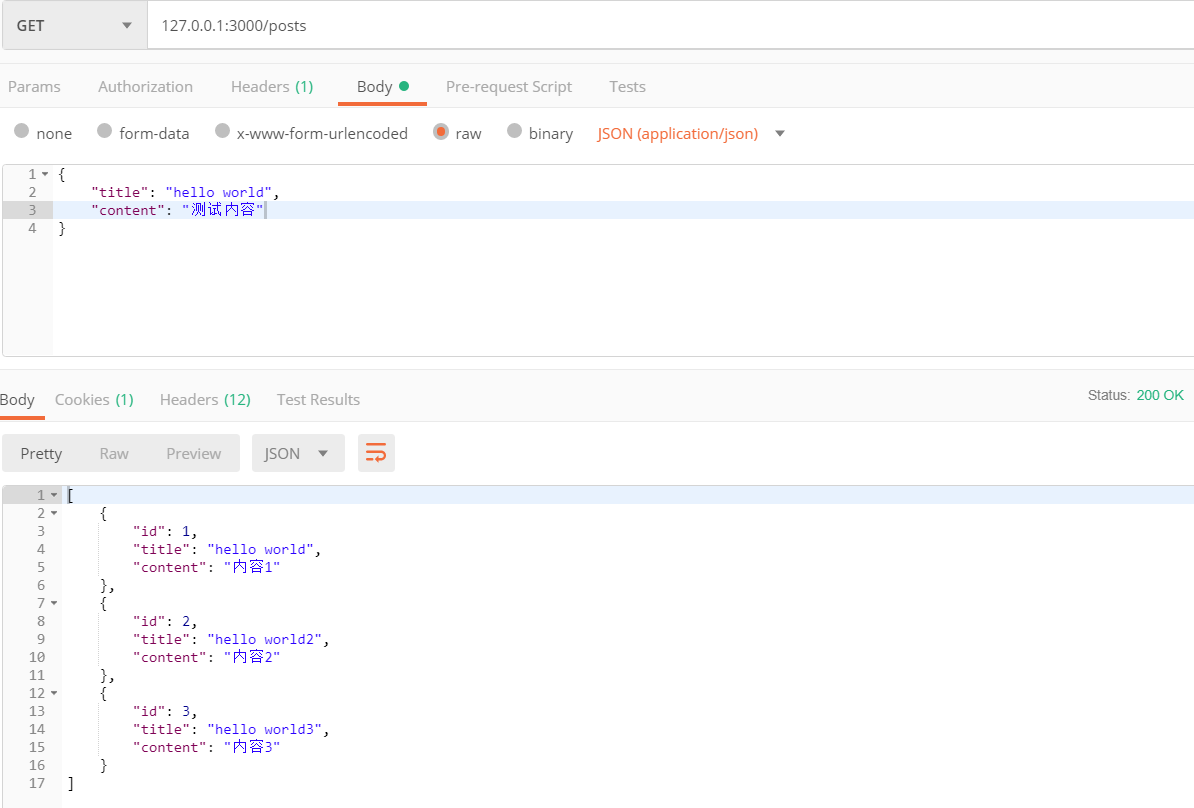 GET 127.0.0.1:3000/posts
Params Authorization Headers (1) Body Pre-request Script Tests
none form-data x-www-form-urlencoded raw binary JSON (application/json)
1 {
2 "title": "hello world",
3 "content": "测试内容"
4 }
Body Cookies (1) Headers (12) Test Results Status: 200 OK
Pretty Raw Preview JSON
1 [
2 {
3 "id": 1,
4 "title": "hello world",
5 "content": "内容1"
6 },
7 {
8 "id": 2,
9 "title": "hello world2",
10 "content": "内容2"
11 },
12 {
13 "id": 3,
14 "title": "hello world3",
15 "content": "内容3"
16 }
17 ]